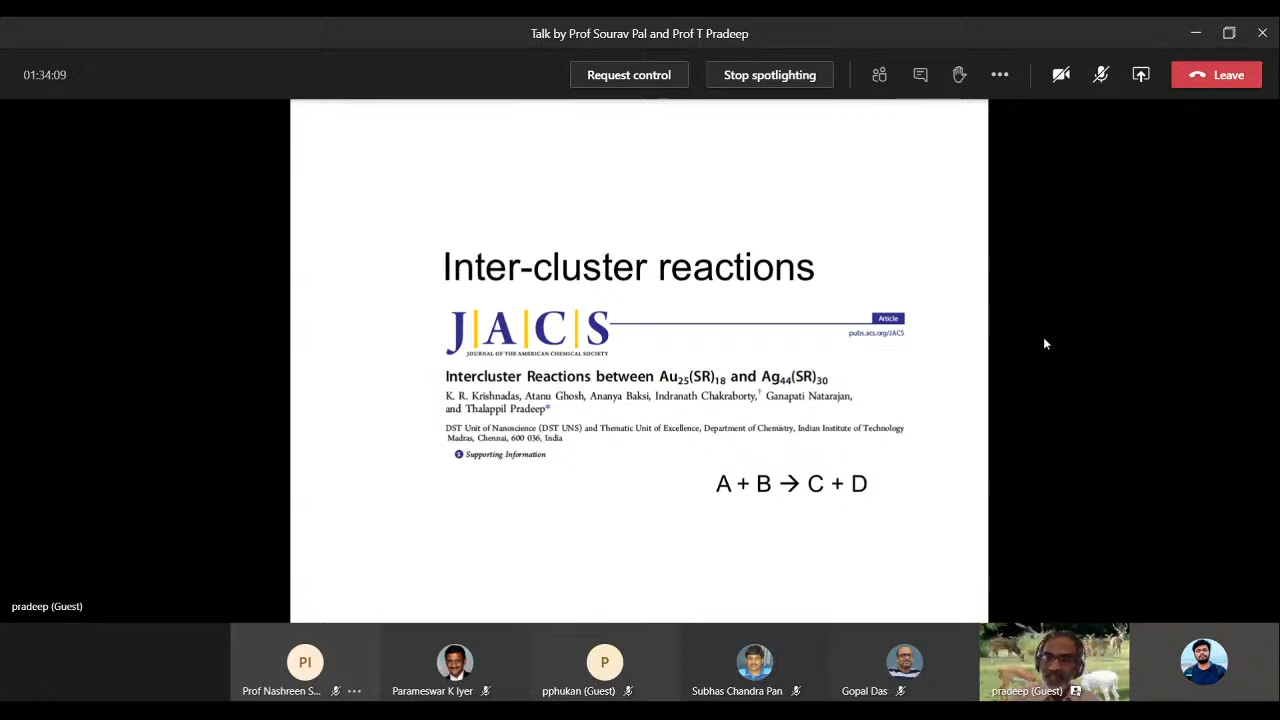 Talk by Prof Sourav Pal and Prof T Pradeep
01:34:09
Request control
Stop spotlighting
Leave
Inter-cluster reactions
J|A|C|S
JOURNAL OF THE AMERICAN CHEMICAL SOCIETY
Article
pubs.acs.org/JACS
Intercluster Reactions between Au₂₅(SR)₁₈ and Ag₄₄(SR)₃₀
K. R. Krishnadas, Atanu Ghosh, Ananya Baksi, Indranath Chakraborty,† Ganapati Natarajan,
and Thalappil Pradeep*
DST Unit of Nanoscience (DST UNS) and Thematic Unit of Excellence, Department of Chemistry, Indian Institute of Technology
Madras, Chennai, 600 036, India
S Supporting Information
A + B → C + D
pradeep (Guest)
PI
P
Prof Nashreen S... ...
Parameswar K Iyer
pphukan (Guest)
Subhas Chandra Pan
Gopal Das
pradeep (Guest)